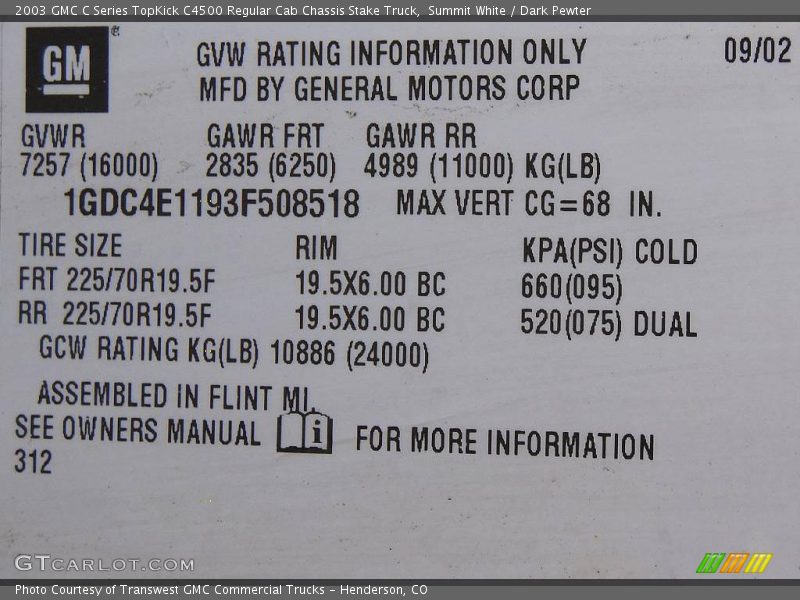 2003 GMC C Series TopKick C4500 Regular Cab Chassis Stake Truck, Summit White / Dark Pewter
GM
GVW RATING INFORMATION ONLY 09/02
MFD BY GENERAL MOTORS CORP
GVWR GAWR FRT GAWR RR
7257 (16000) 2835 (6250) 4989 (11000) KG(LB)
1GDC4E1193F508518 MAX VERT CG=68 IN.
TIRE SIZE RIM KPA(PSI) COLD
FRT 225/70R19.5F 19.5X6.00 BC 660(095)
RR 225/70R19.5F 19.5X6.00 BC 520(075) DUAL
GCW RATING KG(LB) 10886 (24000)
ASSEMBLED IN FLINT MI.
SEE OWNERS MANUAL i FOR MORE INFORMATION
312
GTCARLOT.COM
Photo Courtesy of Transwest GMC Commercial Trucks - Henderson, CO